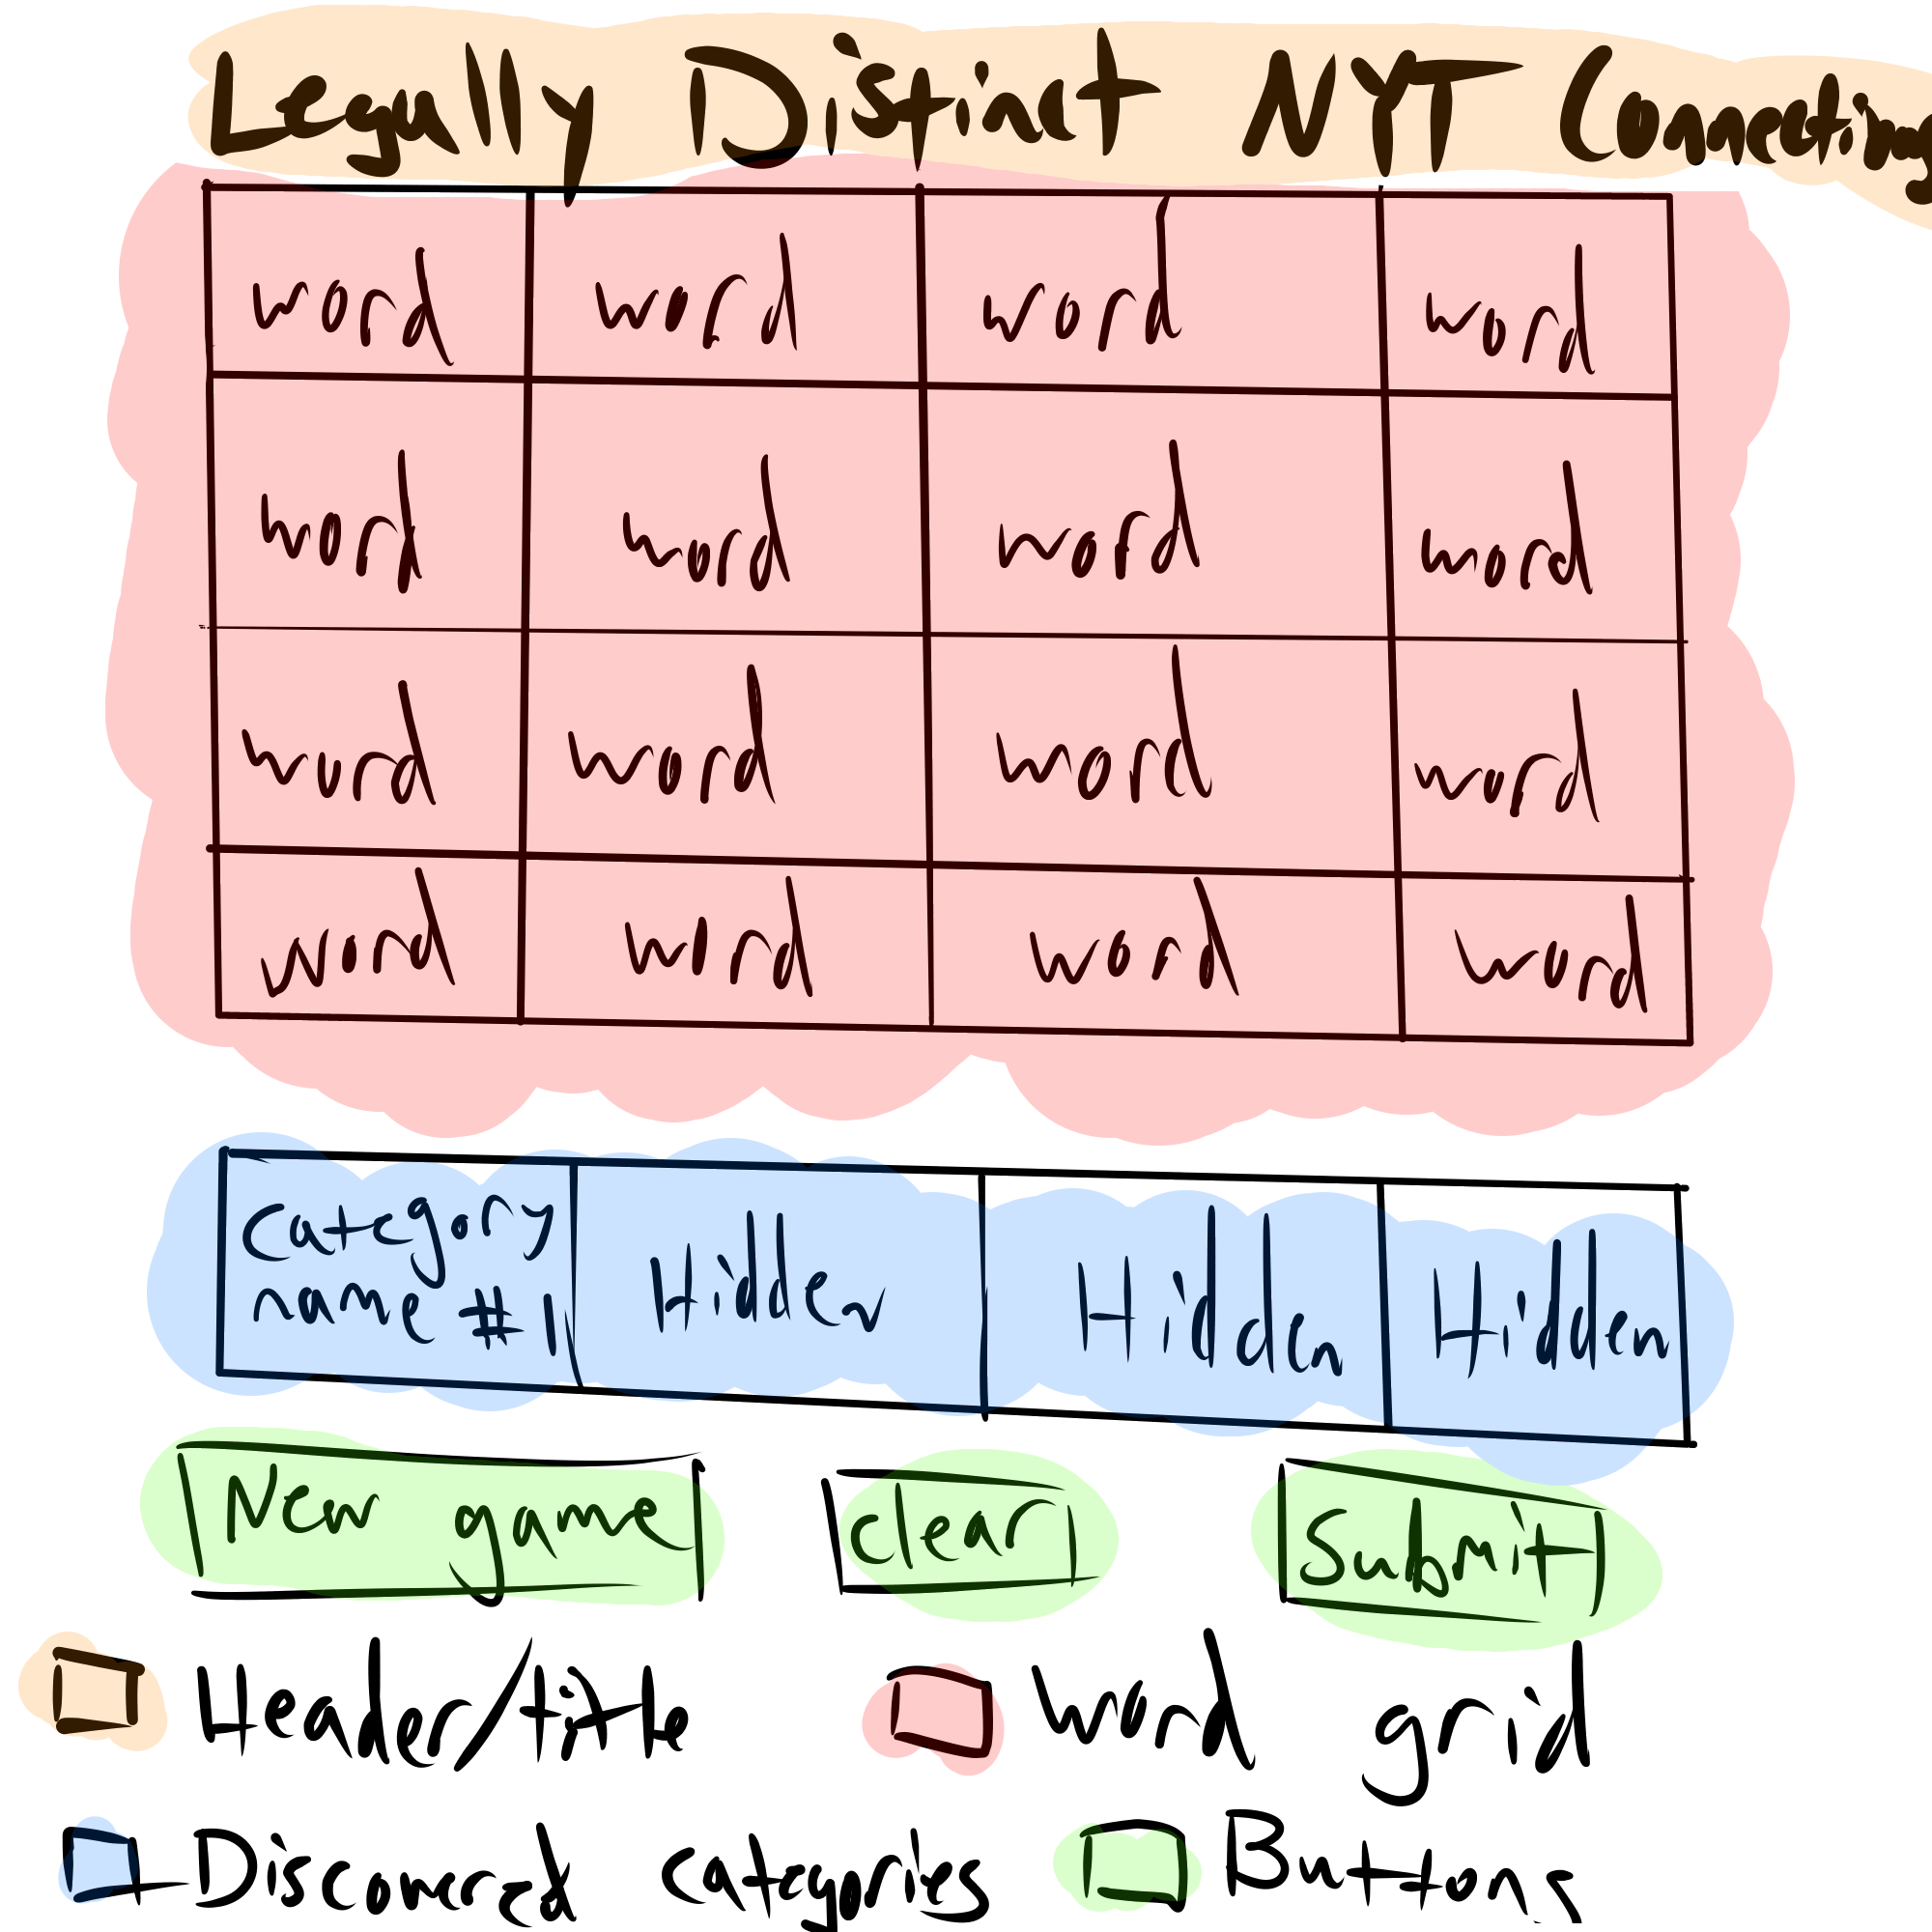 Legally Distinct NYT Connecting
word word word word
word word word word
word word word word
word word word word
Category
name #1 Hidden Hidden Hidden
New game clear submit
Header/title word grid
Discovered categories Buttons